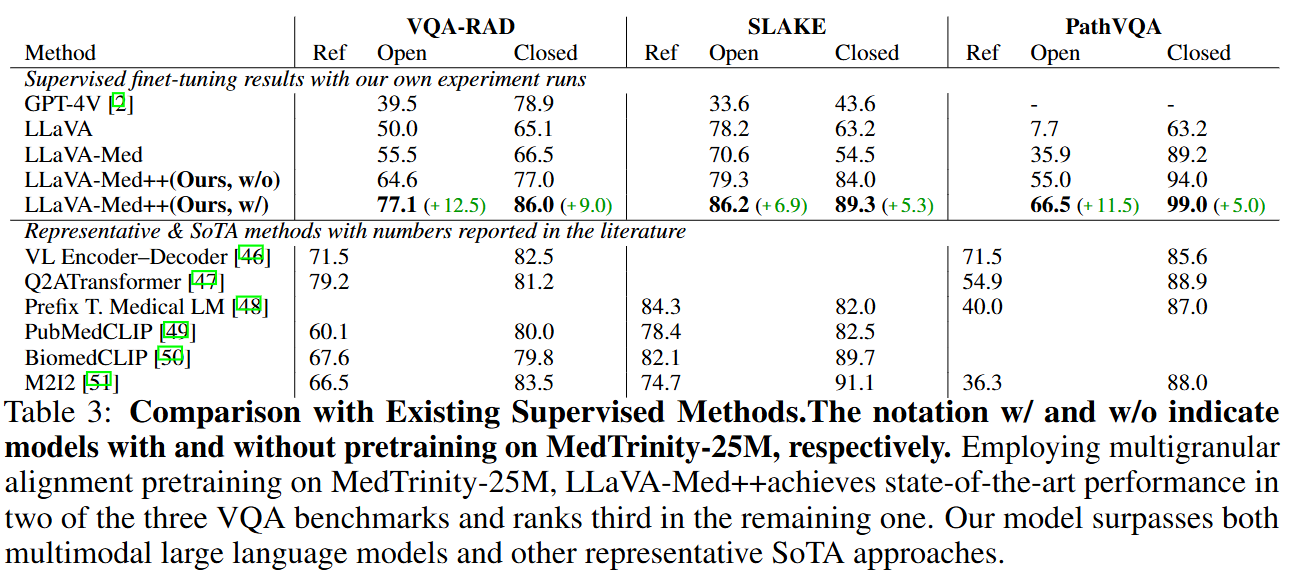 VQA-RAD SLAKE PathVQA
Method Ref Open Closed Ref Open Closed Ref Open Closed
Supervised finet-tuning results with our own experiment runs
GPT-4V [2] 39.5 78.9 33.6 43.6 - -
LLaVA 50.0 65.1 78.2 63.2 7.7 63.2
LLaVA-Med 55.5 66.5 70.6 54.5 35.9 89.2
LLaVA-Med++(Ours, w/o) 64.6 77.0 79.3 84.0 55.0 94.0
LLaVA-Med++(Ours, w/) 77.1 (+12.5) 86.0 (+9.0) 86.2 (+6.9) 89.3 (+5.3) 66.5 (+11.5) 99.0 (+5.0)
Representative & SoTA methods with numbers reported in the literature
VL Encoder–Decoder [46] 71.5 82.5 71.5 85.6
Q2ATransformer [47] 79.2 81.2 54.9 88.9
Prefix T. Medical LM [48] 84.3 82.0 40.0 87.0
PubMedCLIP [49] 60.1 80.0 78.4 82.5
BiomedCLIP [50] 67.6 79.8 82.1 89.7
M2I2 [51] 66.5 83.5 74.7 91.1 36.3 88.0
Table 3: Comparison with Existing Supervised Methods.The notation w/ and w/o indicate
models with and without pretraining on MedTrinity-25M, respectively. Employing multigranular
alignment pretraining on MedTrinity-25M, LLaVA-Med++achieves state-of-the-art performance in
two of the three VQA benchmarks and ranks third in the remaining one. Our model surpasses both
multimodal large language models and other representative SoTA approaches.